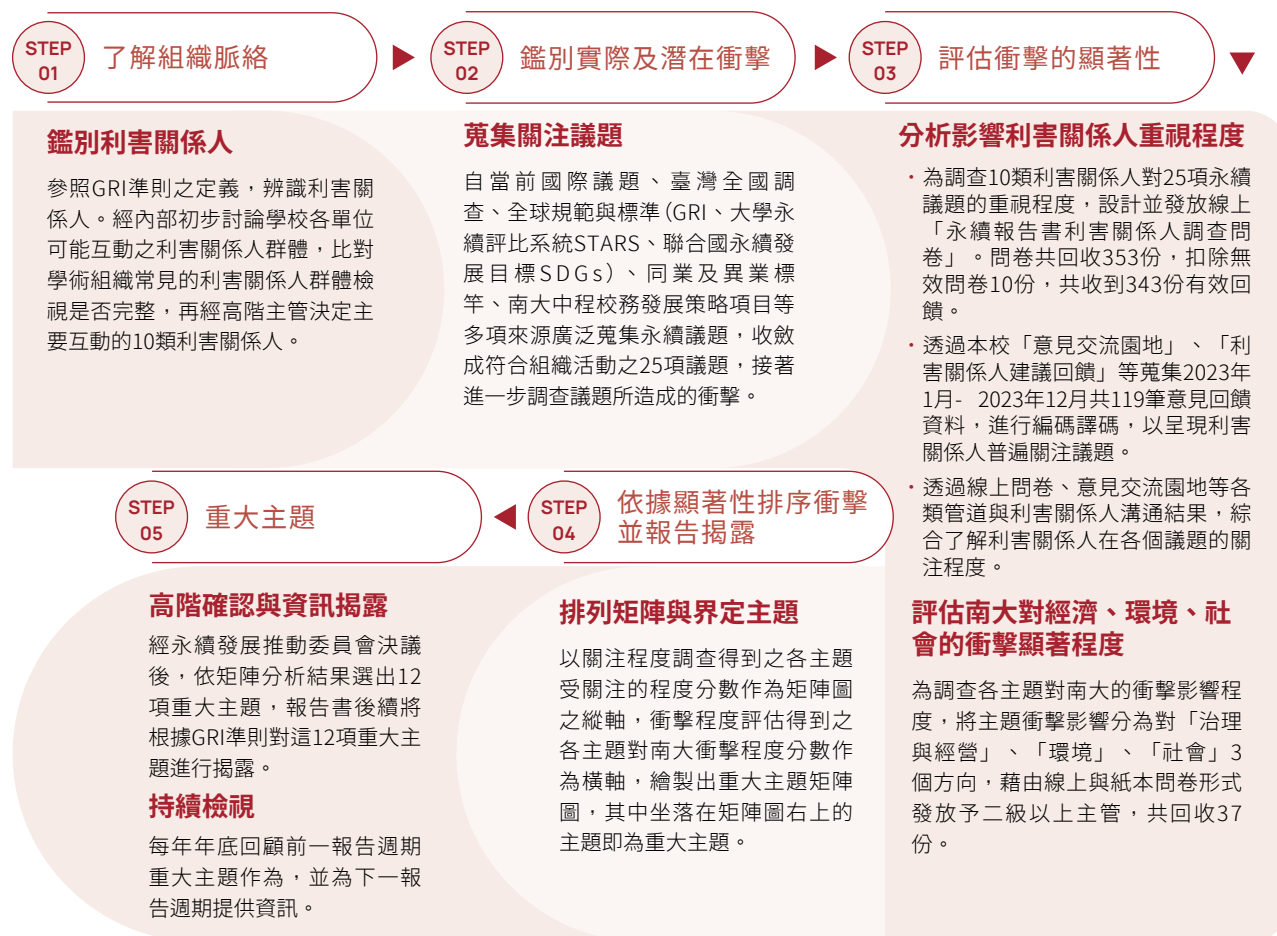 STEP
01
了解組織脈絡
STEP
02
鑑別實際及潛在衝擊
STEP
03
評估衝擊的顯著性
鑑別利害關係人
參照GRI準則之定義，辨識利害關
係人。經內部初步討論學校各單位
可能互動之利害關係人群體，比對
學術組織常見的利害關係人群體檢
視是否完整，再經高階主管決定主
要互動的10類利害關係人。
蒐集關注議題
自當前國際議題、臺灣全國調
查、全球規範與標準(GRI、大學永
續評比系統STARS、聯合國永續發
展目標SDGs)、同業及異業標
竿、南大中程校務發展策略項目等
多項來源廣泛蒐集永續議題，收斂
成符合組織活動之25項議題，接著
進一步調查議題所造成的衝擊。
分析影響利害關係人重視程度
・為調查10類利害關係人對25項永續
議題的重視程度，設計並發放線上
「永續報告書利害關係人調查問
卷」。問卷共回收353份，扣除無
效問卷10份，共收到343份有效回
饋。
・透過本校「意見交流園地」、「利
害關係人建議回饋」等蒐集2023年
1月- 2023年12月共119筆意見回饋
資料，進行編碼譯碼，以呈現利害
關係人普遍關注議題。
・透過線上問卷、意見交流園地等各
類管道與利害關係人溝通結果，綜
合了解利害關係人在各個議題的關
注程度。
評估南大對經濟、環境、社
會的衝擊顯著程度
為調查各主題對南大的衝擊影響程
度，將主題衝擊影響分為對「治理
與經營」、「環境」、「社會」3
個方向，藉由線上與紙本問卷形式
發放予二級以上主管，共回收37
份。
STEP
04
依據顯著性排序衝擊
並報告揭露
排列矩陣與界定主題
以關注程度調查得到之各主題
受關注的程度分數作為矩陣圖
之縱軸，衝擊程度評估得到之
各主題對南大衝擊程度分數作
為橫軸，繪製出重大主題矩陣
圖，其中坐落在矩陣圖右上的
主題即為重大主題。
STEP
05
重大主題
高階確認與資訊揭露
經永續發展推動委員會決議
後，依矩陣分析結果選出12
項重大主題，報告書後續將
根據GRI準則對這12項重大主
題進行揭露。
持續檢視
每年年底回顧前一報告週期
重大主題作為，並為下一報
告週期提供資訊。